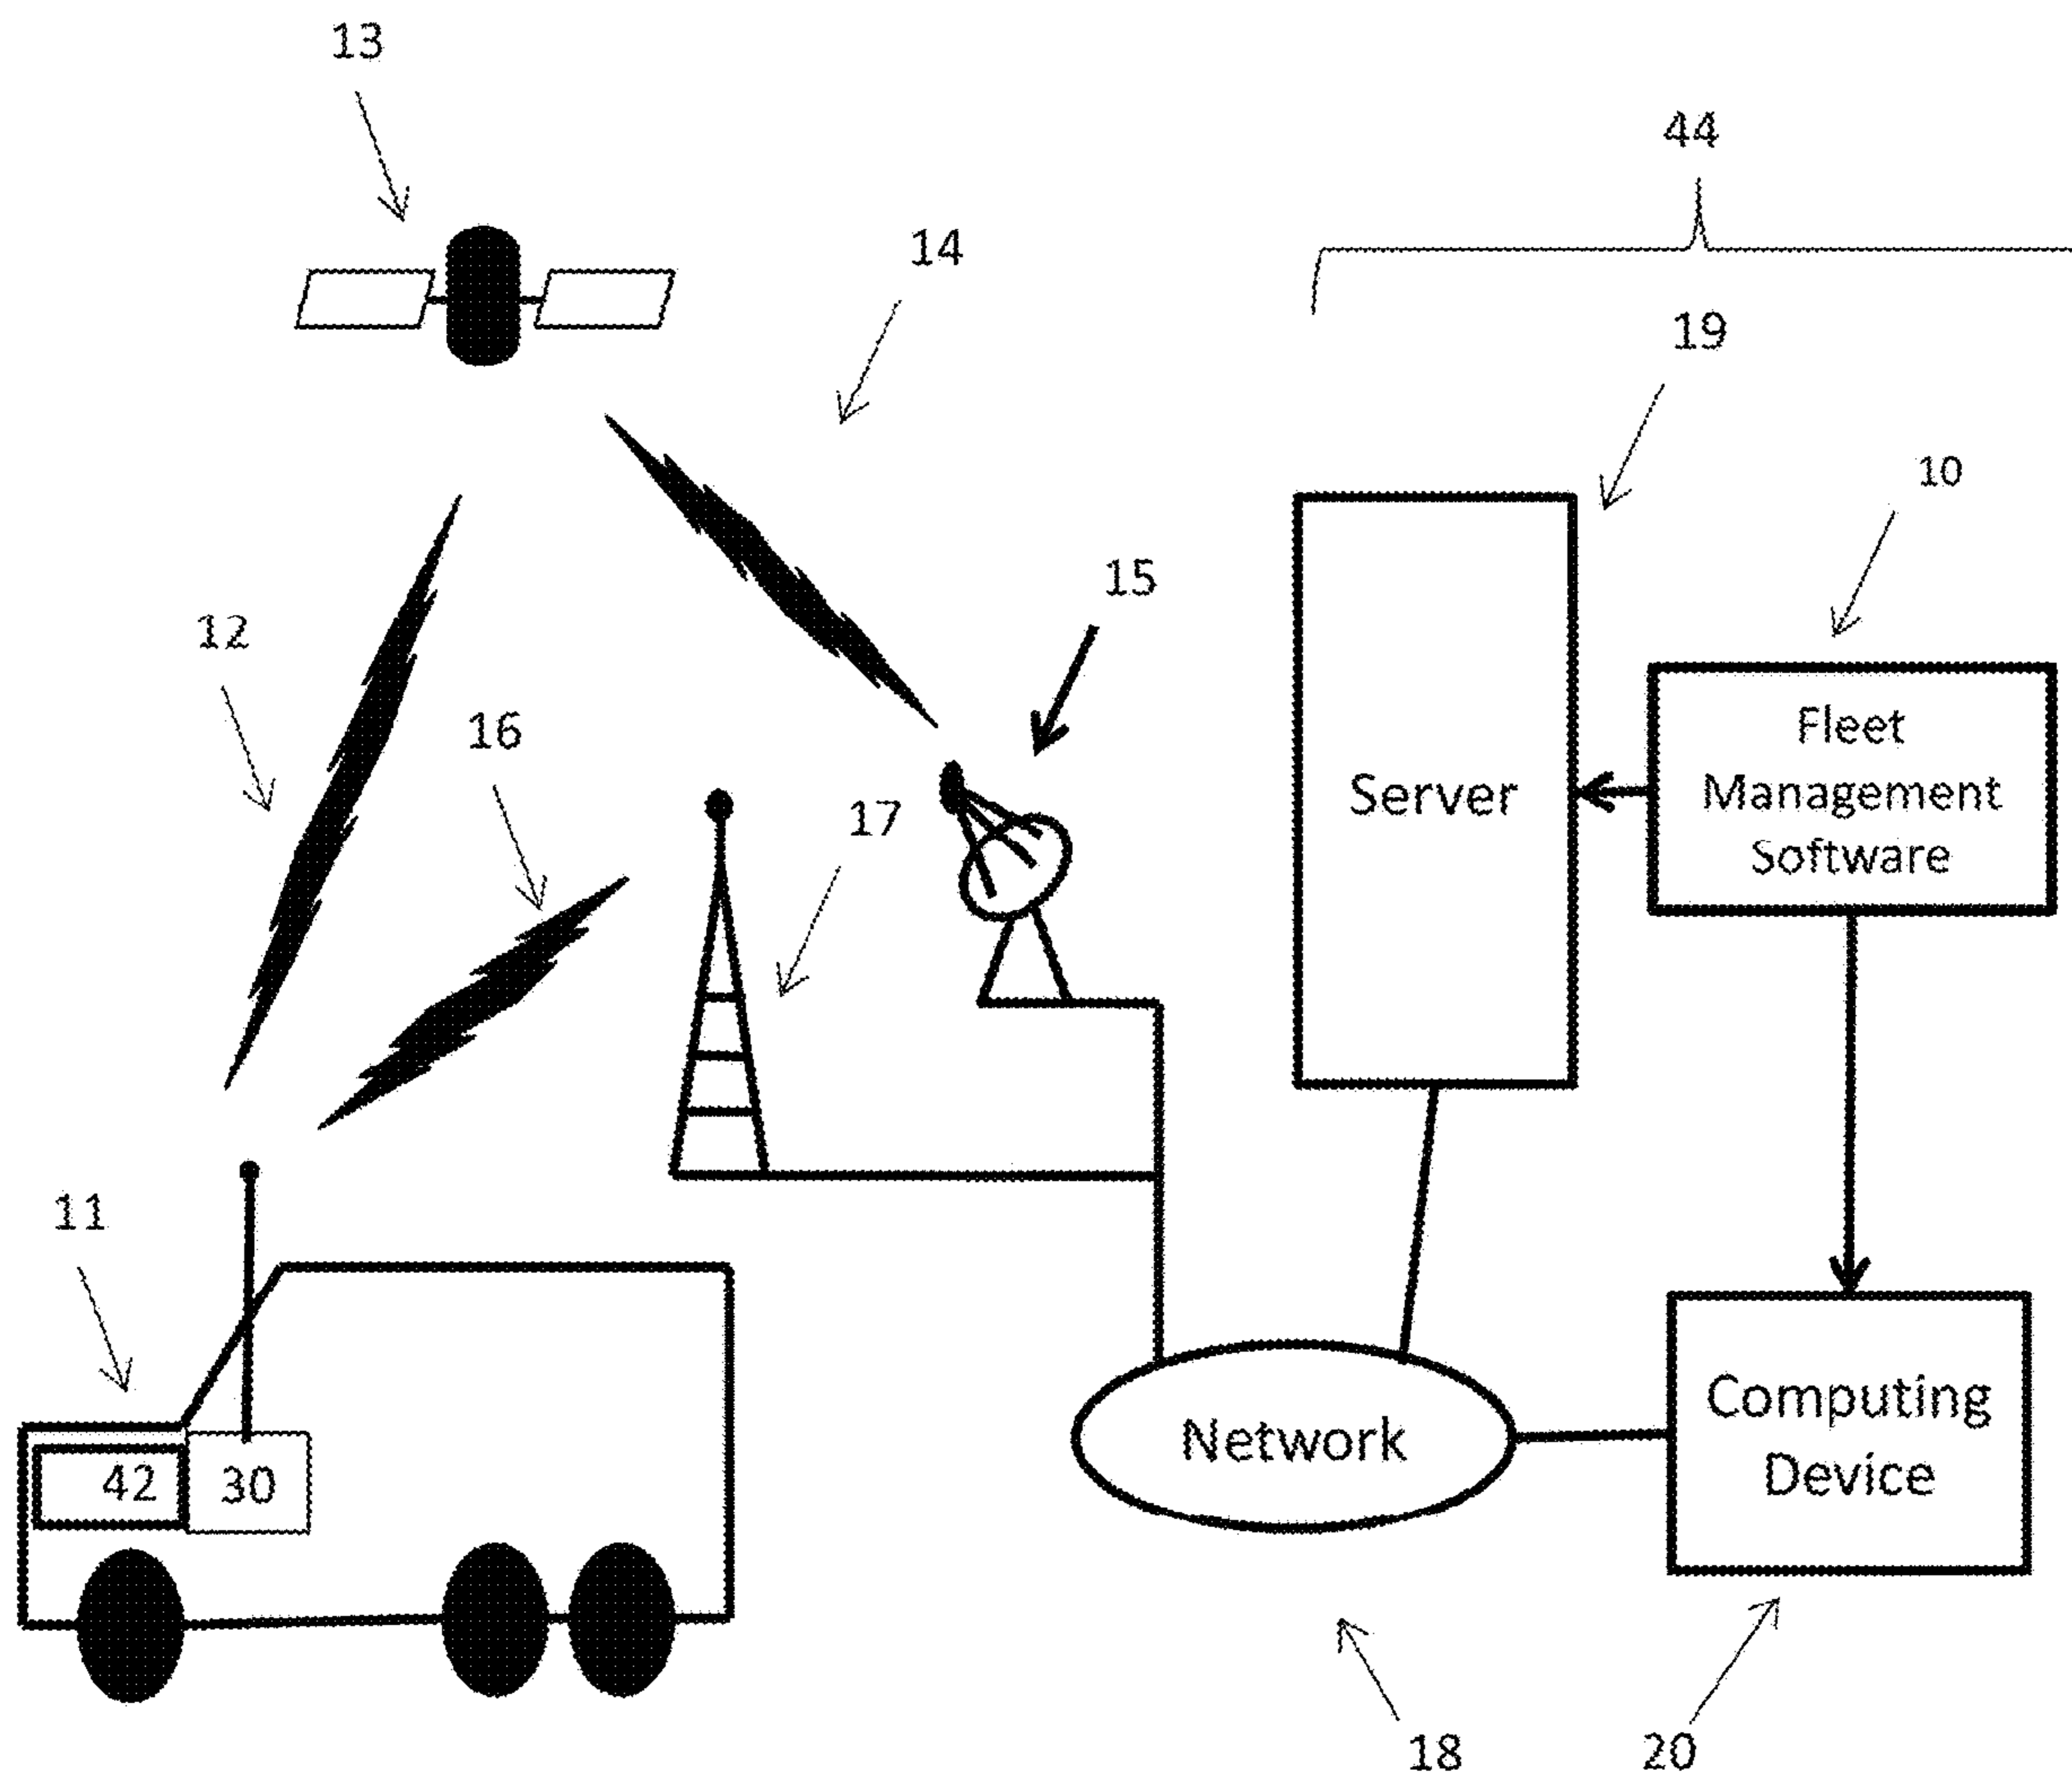 13
44
14
19
10
15
12
16
17
Fleet
Management
Software
Server
11
42
30
Network
Computing
Device
18
20